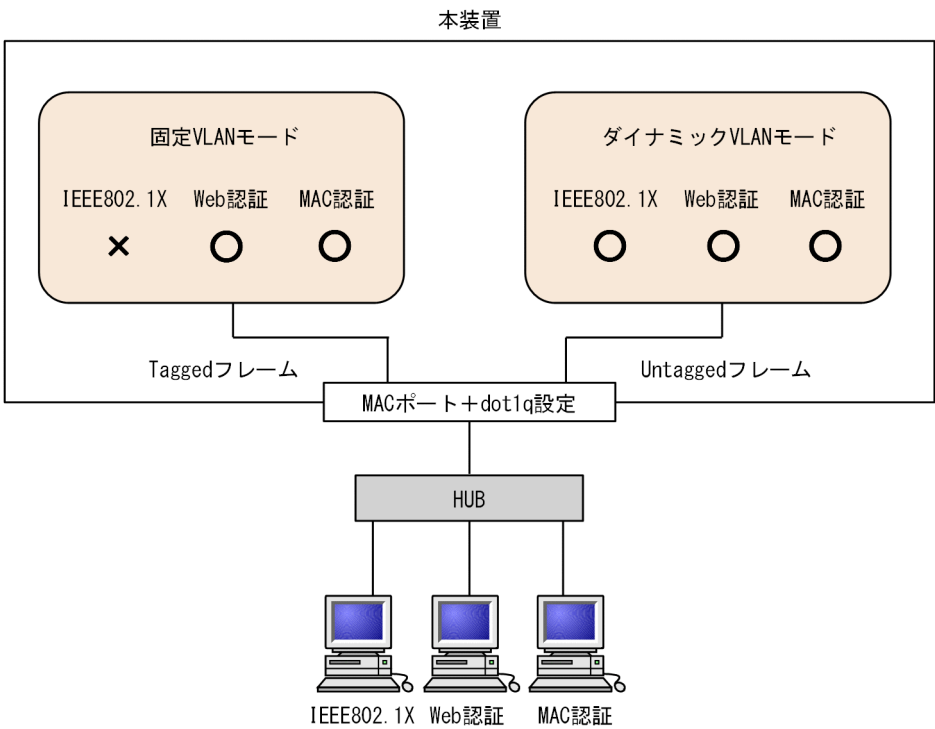 本装置
固定VLANモード
ダイナミックVLANモード
IEEE802.1X Web認証 MAC認証
IEEE802.1X Web認証 MAC認証
× ○ ○
○ ○ ○
Taggedフレーム
Untaggedフレーム
MACポート+dot1q設定
HUB
IEEE802.1X Web認証 MAC認証